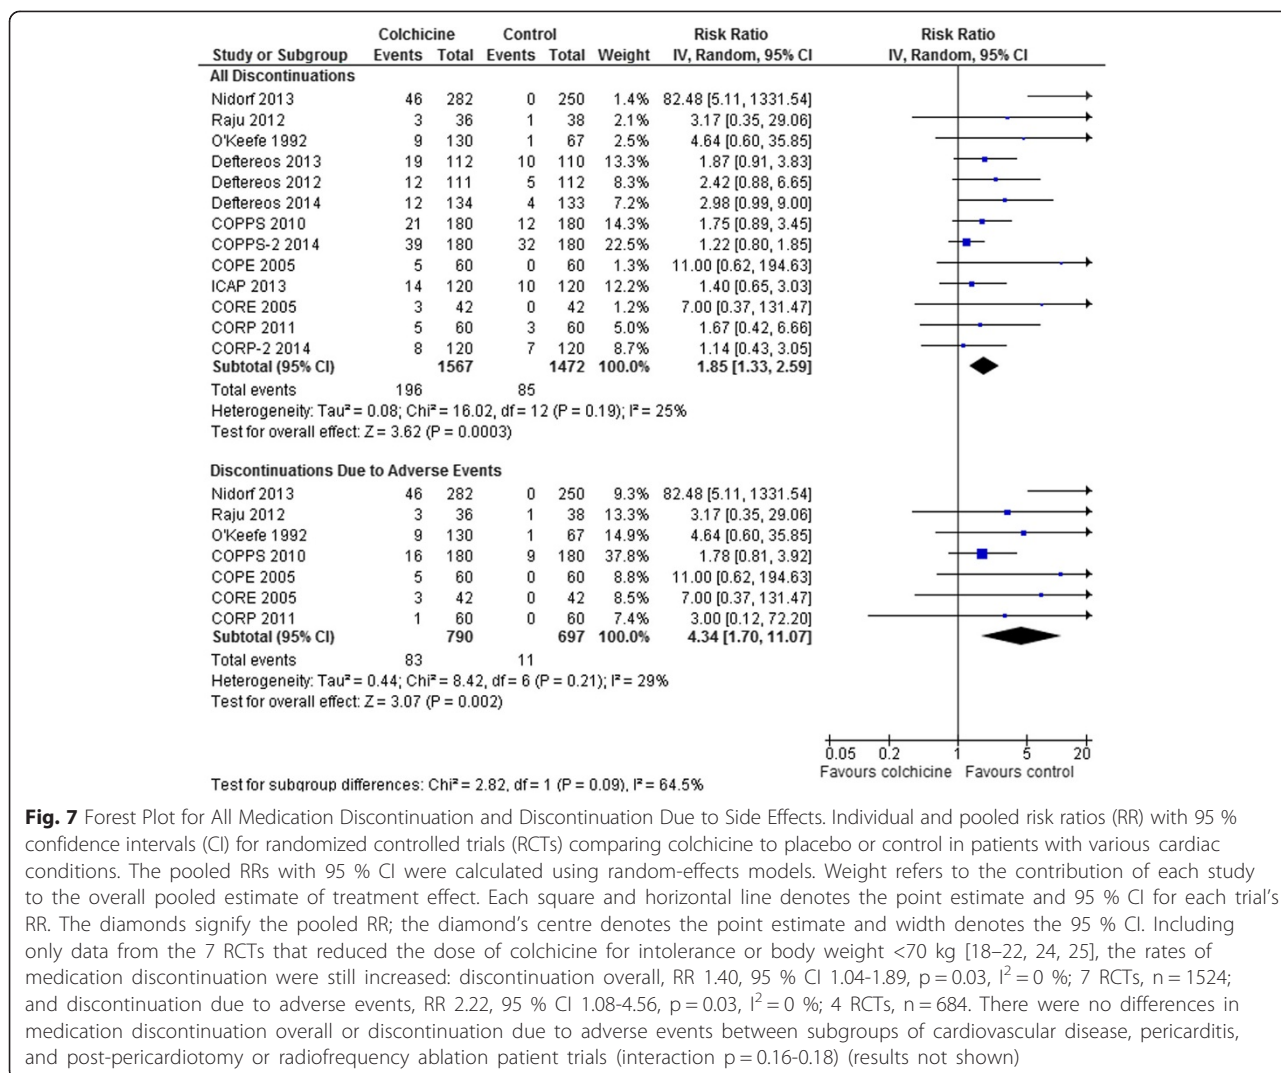 Colchicine Control Risk Ratio Risk Ratio
Study or Subgroup Events Total Events Total Weight IV, Random, 95% CI IV, Random, 95% CI
All Discontinuations
Nidorf 2013 46 282 0 250 1.4% 82.48 [5.11, 1331.54]
Raju 2012 3 36 1 38 2.1% 3.17 [0.35, 29.06]
O'Keefe 1992 9 130 1 67 2.5% 4.64 [0.60, 35.85]
Deftereos 2013 19 112 10 110 13.3% 1.87 [0.91, 3.83]
Deftereos 2012 12 111 5 112 8.3% 2.42 [0.88, 6.65]
Deftereos 2014 12 134 4 133 7.2% 2.98 [0.99, 9.00]
COPPS 2010 21 180 12 180 14.3% 1.75 [0.89, 3.45]
COPPS-2 2014 39 180 32 180 22.5% 1.22 [0.80, 1.85]
COPE 2005 5 60 0 60 1.3% 11.00 [0.62, 194.63]
ICAP 2013 14 120 10 120 12.2% 1.40 [0.65, 3.03]
CORE 2005 3 42 0 42 1.2% 7.00 [0.37, 131.47]
CORP 2011 5 60 3 60 5.0% 1.67 [0.42, 6.66]
CORP-2 2014 8 120 7 120 8.7% 1.14 [0.43, 3.05]
Subtotal (95% CI) 1567 1472 100.0% 1.85 [1.33, 2.59]
Total events 196 85
Heterogeneity: Tau² = 0.08; Chi² = 16.02, df = 12 (P = 0.19); I² = 25%
Test for overall effect: Z = 3.62 (P = 0.0003)
Discontinuations Due to Adverse Events
Nidorf 2013 46 282 0 250 9.3% 82.48 [5.11, 1331.54]
Raju 2012 3 36 1 38 13.3% 3.17 [0.35, 29.06]
O'Keefe 1992 9 130 1 67 14.9% 4.64 [0.60, 35.85]
COPPS 2010 16 180 9 180 37.8% 1.78 [0.81, 3.92]
COPE 2005 5 60 0 60 8.8% 11.00 [0.62, 194.63]
CORE 2005 3 42 0 42 8.5% 7.00 [0.37, 131.47]
CORP 2011 1 60 0 60 7.4% 3.00 [0.12, 72.20]
Subtotal (95% CI) 790 697 100.0% 4.34 [1.70, 11.07]
Total events 83 11
Heterogeneity: Tau² = 0.44; Chi² = 8.42, df = 6 (P = 0.21); I² = 29%
Test for overall effect: Z = 3.07 (P = 0.002)
0.05 0.2 1 5 20
Favours colchicine Favours control
Test for subgroup differences: Chi² = 2.82, df = 1 (P = 0.09), I² = 64.5%
Fig. 7 Forest Plot for All Medication Discontinuation and Discontinuation Due to Side Effects. Individual and pooled risk ratios (RR) with 95 %
confidence intervals (CI) for randomized controlled trials (RCTs) comparing colchicine to placebo or control in patients with various cardiac
conditions. The pooled RRs with 95 % CI were calculated using random-effects models. Weight refers to the contribution of each study
to the overall pooled estimate of treatment effect. Each square and horizontal line denotes the point estimate and 95 % CI for each trial's
RR. The diamonds signify the pooled RR; the diamond's centre denotes the point estimate and width denotes the 95 % CI. Including
only data from the 7 RCTs that reduced the dose of colchicine for intolerance or body weight <70 kg [18–22, 24, 25], the rates of
medication discontinuation were still increased: discontinuation overall, RR 1.40, 95 % CI 1.04-1.89, p = 0.03, I² = 0 %; 7 RCTs, n = 1524;
and discontinuation due to adverse events, RR 2.22, 95 % CI 1.08-4.56, p = 0.03, I² = 0 %; 4 RCTs, n = 684. There were no differences in
medication discontinuation overall or discontinuation due to adverse events between subgroups of cardiovascular disease, pericarditis,
and post-pericardiotomy or radiofrequency ablation patient trials (interaction p = 0.16-0.18) (results not shown)